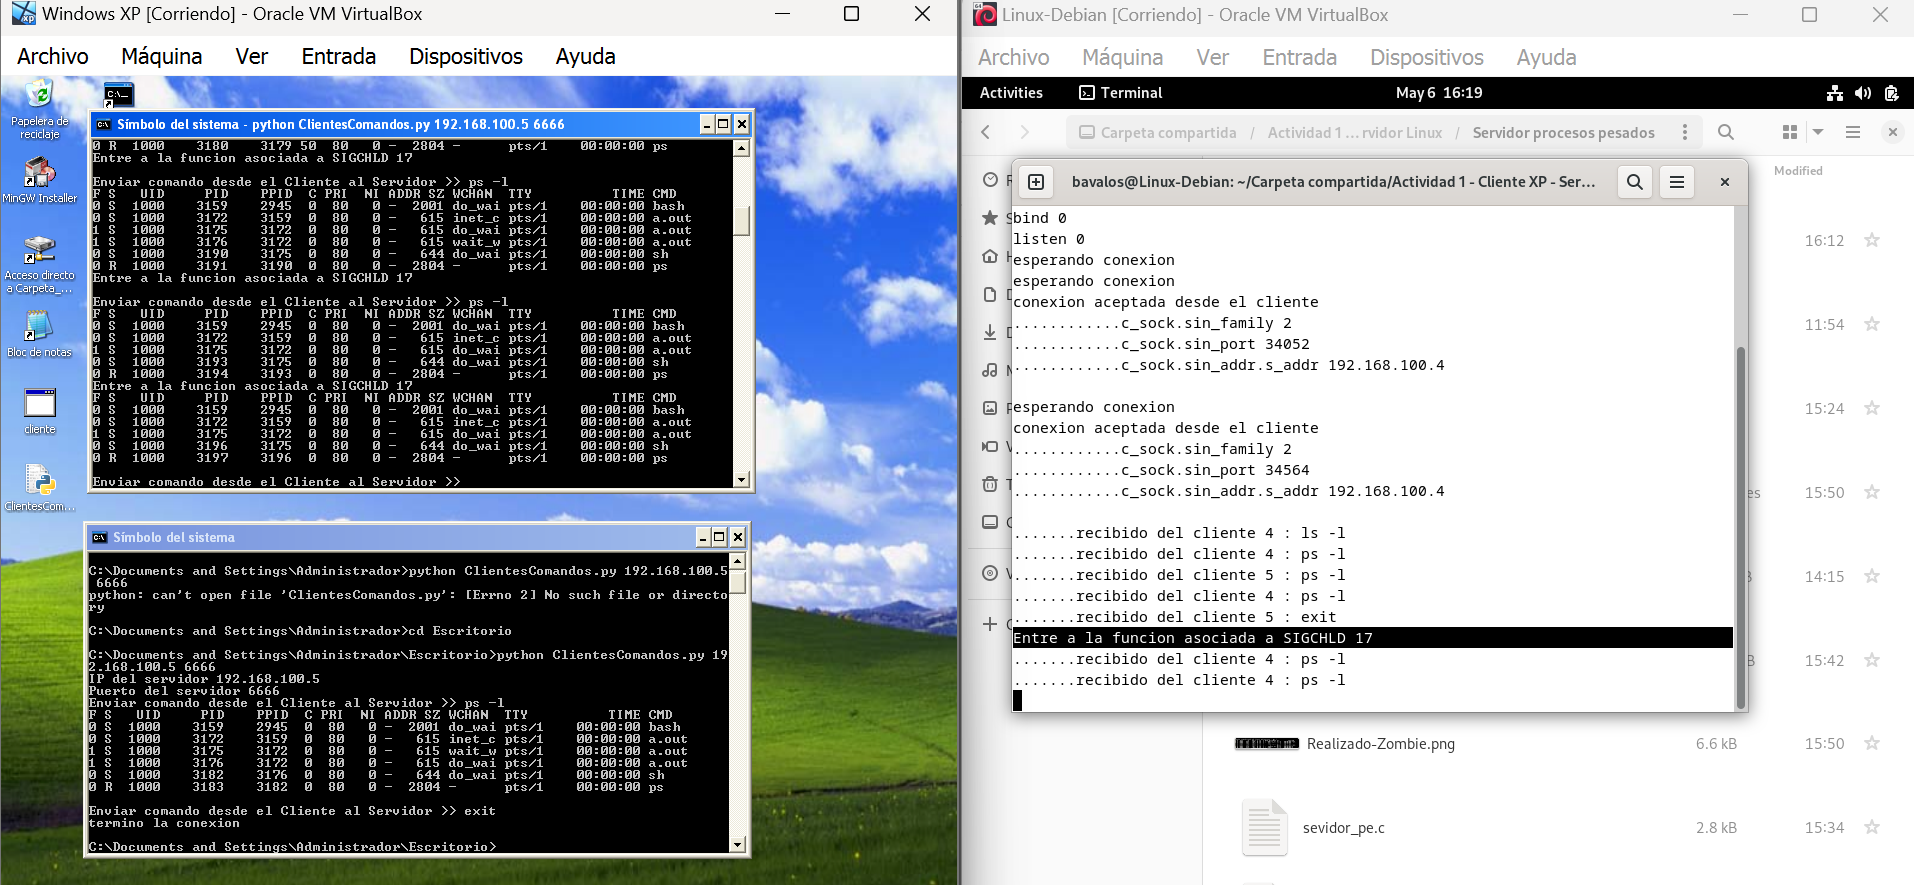 Windows XP [Corriendo] - Oracle VM VirtualBox
Archivo Máquina Ver Entrada Dispositivos Ayuda
Papelera de reciclaje
MinGW Installer
Acceso directo a Carpeta_...
Bloc de notas
cliente
ClientesCom...
Símbolo del sistema - python ClientesComandos.py 192.168.100.5 6666
0 R  1000    3180    3179 50  80   0 -  2804 -      pts/1    00:00:00 ps
Entre a la funcion asociada a SIGCHLD 17
Enviar comando desde el Cliente al Servidor >> ps -l
F S   UID     PID    PPID  C PRI  NI ADDR SZ WCHAN  TTY          TIME CMD
0 S  1000    3159    2945  0  80   0 -  2001 do_wai pts/1    00:00:00 bash
0 S  1000    3172    3159  0  80   0 -   615 inet_c pts/1    00:00:00 a.out
1 S  1000    3175    3172  0  80   0 -   615 do_wai pts/1    00:00:00 a.out
1 S  1000    3176    3172  0  80   0 -   615 wait_w pts/1    00:00:00 a.out
0 S  1000    3190    3175  0  80   0 -   644 do_wai pts/1    00:00:00 sh
0 R  1000    3191    3190  0  80   0 -  2804 -      pts/1    00:00:00 ps
Entre a la funcion asociada a SIGCHLD 17
Enviar comando desde el Cliente al Servidor >> ps -l
F S   UID     PID    PPID  C PRI  NI ADDR SZ WCHAN  TTY          TIME CMD
0 S  1000    3159    2945  0  80   0 -  2001 do_wai pts/1    00:00:00 bash
0 S  1000    3172    3159  0  80   0 -   615 inet_c pts/1    00:00:00 a.out
1 S  1000    3175    3172  0  80   0 -   615 do_wai pts/1    00:00:00 a.out
0 S  1000    3193    3175  0  80   0 -   644 do_wai pts/1    00:00:00 sh
0 R  1000    3194    3193  0  80   0 -  2804 -      pts/1    00:00:00 ps
Entre a la funcion asociada a SIGCHLD 17
F S   UID     PID    PPID  C PRI  NI ADDR SZ WCHAN  TTY          TIME CMD
0 S  1000    3159    2945  0  80   0 -  2001 do_wai pts/1    00:00:00 bash
0 S  1000    3172    3159  0  80   0 -   615 inet_c pts/1    00:00:00 a.out
1 S  1000    3175    3172  0  80   0 -   615 do_wai pts/1    00:00:00 a.out
0 S  1000    3196    3175  0  80   0 -   644 do_wai pts/1    00:00:00 sh
0 R  1000    3197    3196  0  80   0 -  2804 -      pts/1    00:00:00 ps
Enviar comando desde el Cliente al Servidor >>
Símbolo del sistema
C:\Documents and Settings\Administrador>python ClientesComandos.py 192.168.100.5
 6666
python: can't open file 'ClientesComandos.py': [Errno 2] No such file or directo
ry
C:\Documents and Settings\Administrador>cd Escritorio
C:\Documents and Settings\Administrador\Escritorio>python ClientesComandos.py 19
2.168.100.5 6666
IP del servidor 192.168.100.5
Puerto del servidor 6666
Enviar comando desde el Cliente al Servidor >> ps -l
F S   UID     PID    PPID  C PRI  NI ADDR SZ WCHAN  TTY          TIME CMD
0 S  1000    3159    2945  0  80   0 -  2001 do_wai pts/1    00:00:00 bash
0 S  1000    3172    3159  0  80   0 -   615 inet_c pts/1    00:00:00 a.out
1 S  1000    3175    3172  0  80   0 -   615 wait_w pts/1    00:00:00 a.out
1 S  1000    3176    3172  0  80   0 -   615 do_wai pts/1    00:00:00 a.out
0 S  1000    3182    3176  0  80   0 -   644 do_wai pts/1    00:00:00 sh
0 R  1000    3183    3182  0  80   0 -  2804 -      pts/1    00:00:00 ps
Enviar comando desde el Cliente al Servidor >> exit
termino la conexion
C:\Documents and Settings\Administrador\Escritorio>
Linux-Debian [Corriendo] - Oracle VM VirtualBox
Archivo Máquina Ver Entrada Dispositivos Ayuda
Activities Terminal May 6 16:19
Carpeta compartida / Actividad 1 ... rvidor Linux / Servidor procesos pesados
Modified
bavalos@Linux-Debian: ~/Carpeta compartida/Actividad 1 - Cliente XP - Ser...
bind 0
listen 0
esperando conexion
esperando conexion
conexion aceptada desde el cliente
............c_sock.sin_family 2
............c_sock.sin_port 34052
............c_sock.sin_addr.s_addr 192.168.100.4
esperando conexion
conexion aceptada desde el cliente
............c_sock.sin_family 2
............c_sock.sin_port 34564
............c_sock.sin_addr.s_addr 192.168.100.4
.......recibido del cliente 4 : ls -l
.......recibido del cliente 4 : ps -l
.......recibido del cliente 5 : ps -l
.......recibido del cliente 4 : ps -l
.......recibido del cliente 5 : exit
Entre a la funcion asociada a SIGCHLD 17
.......recibido del cliente 4 : ps -l
.......recibido del cliente 4 : ps -l
16:12
11:54
15:24
es 15:50
14:15
15:42
Realizado-Zombie.png 6.6 kB 15:50
sevidor_pe.c 2.8 kB 15:34